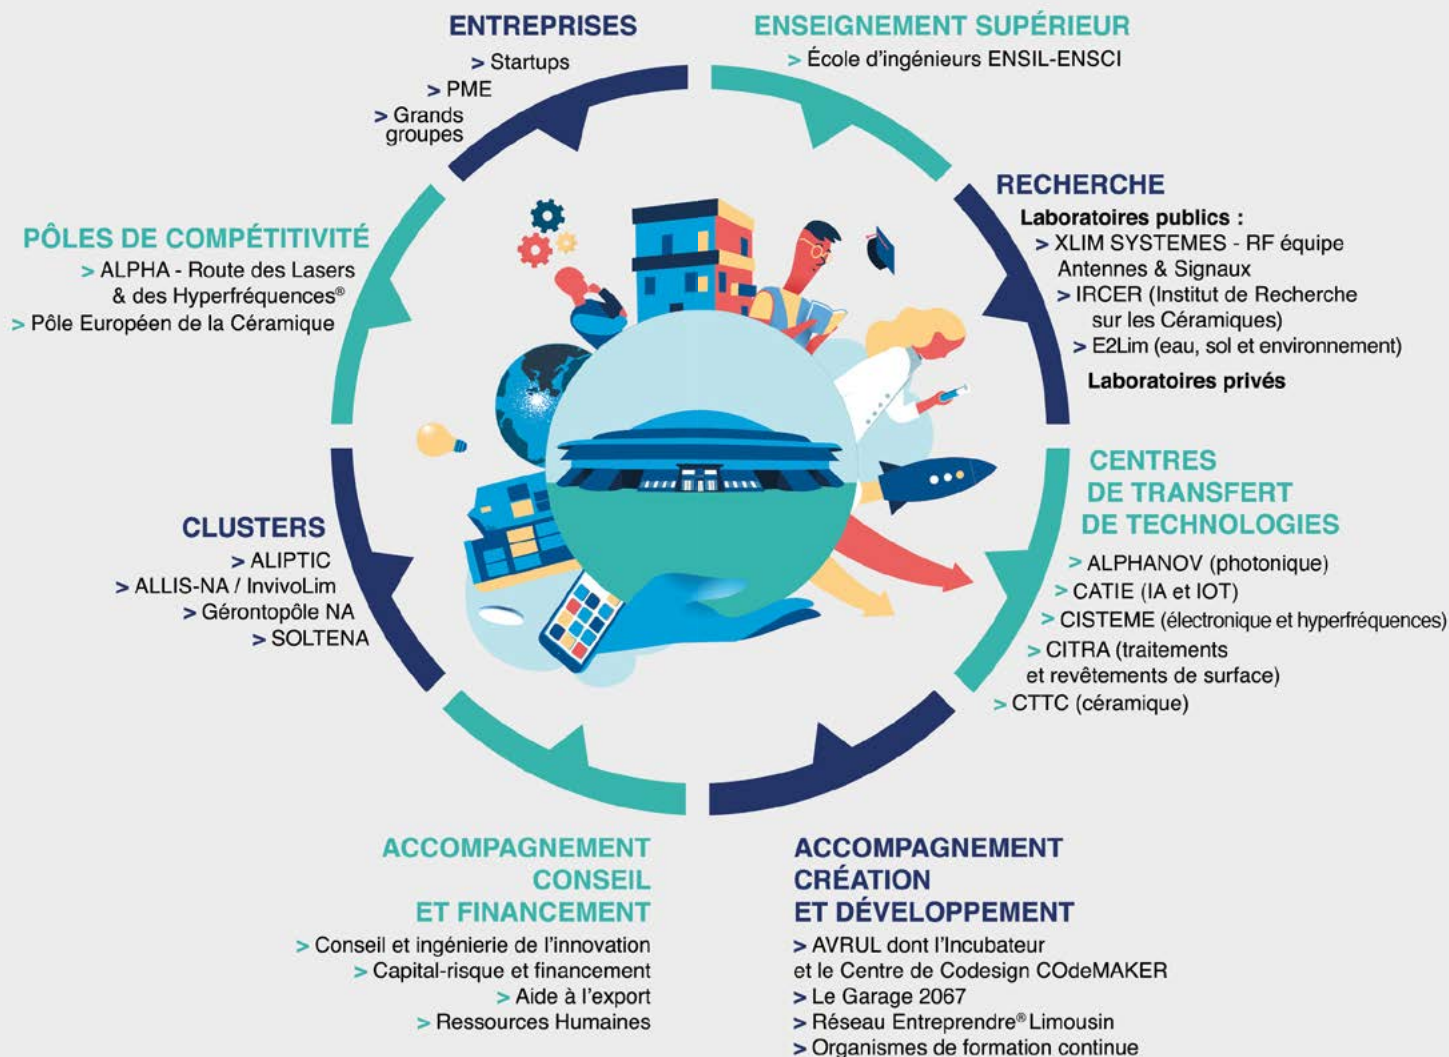 ENTREPRISES
> Startups
> PME
> Grands
groupes
ENSEIGNEMENT SUPÉRIEUR
> École d'ingénieurs ENSIL-ENSCI
RECHERCHE
Laboratoires publics :
> XLIM SYSTEMES - RF équipe
Antennes & Signaux
> IRCER (Institut de Recherche
sur les Céramiques)
> E2Lim (eau, sol et environnement)
Laboratoires privés
CENTRES
DE TRANSFERT
DE TECHNOLOGIES
> ALPHANOV (photonique)
> CATIE (IA et IOT)
> CISTEME (électronique et hyperfréquences)
> CITRA (traitements
et revêtements de surface)
> CTTC (céramique)
ACCOMPAGNEMENT
CRÉATION
ET DÉVELOPPEMENT
> AVRUL dont l'Incubateur
et le Centre de Codesign COdeMAKER
> Le Garage 2067
> Réseau Entreprendre® Limousin
> Organismes de formation continue
ACCOMPAGNEMENT
CONSEIL
ET FINANCEMENT
> Conseil et ingénierie de l'innovation
> Capital-risque et financement
> Aide à l'export
> Ressources Humaines
CLUSTERS
> ALIPTIC
> ALLIS-NA / InvivoLim
> Gérontopôle NA
> SOLTENA
PÔLES DE COMPÉTITIVITÉ
> ALPHA - Route des Lasers
& des Hyperfréquences®
> Pôle Européen de la Céramique